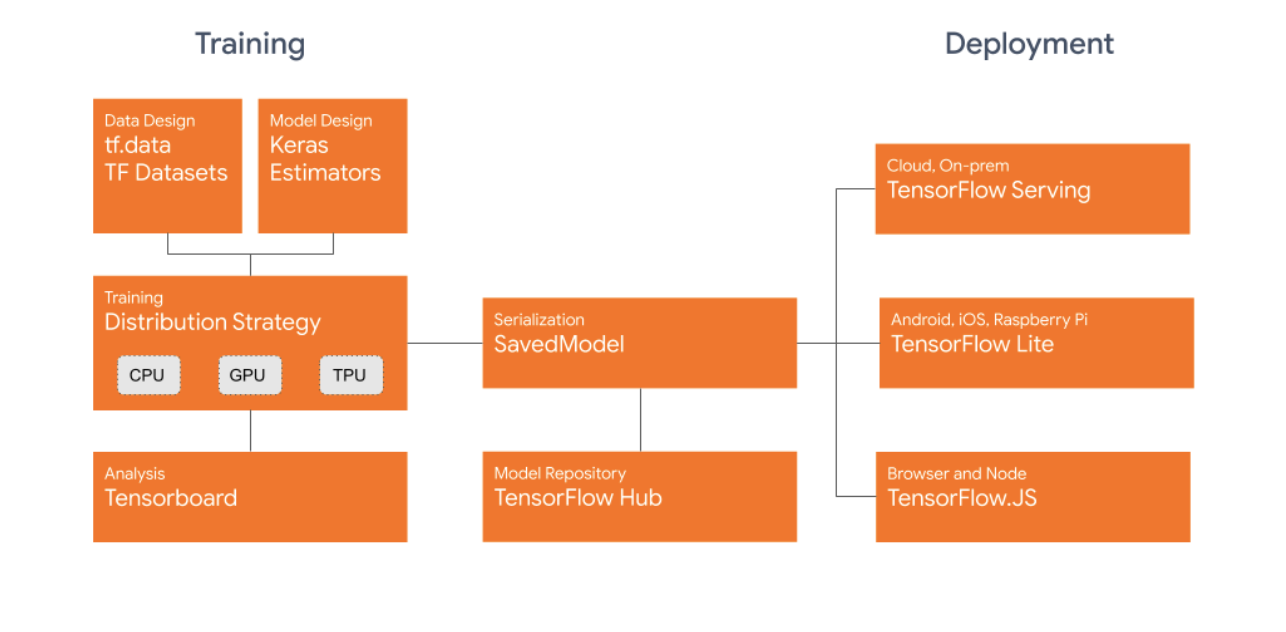 Training
Deployment
Data Design
tf.data
TF Datasets
Model Design
Keras
Estimators
Training
Distribution Strategy
CPU
GPU
TPU
Analysis
Tensorboard
Serialization
SavedModel
Model Repository
TensorFlow Hub
Cloud, On-prem
TensorFlow Serving
Android, iOS, Raspberry Pi
TensorFlow Lite
Browser and Node
TensorFlow.JS